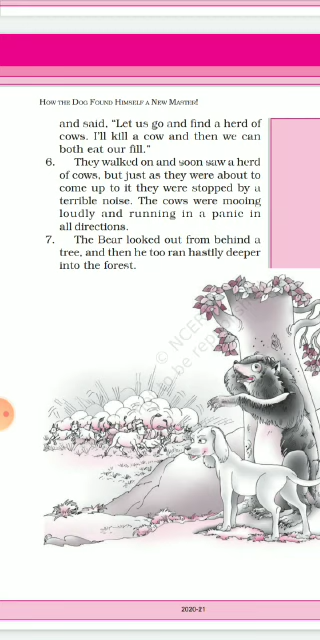 HOW THE DOG FOUND HIMSELF A NEW MASTER!
and said, “Let us go and find a herd of
cows. I’ll kill a cow and then we can
both eat our fill.”
6. They walked on and soon saw a herd
of cows, but just as they were about to
come up to it they were stopped by a
terrible noise. The cows were mooing
loudly and running in a panic in
all directions.
7. The Bear looked out from behind a
tree, and then he too ran hastily deeper
into the forest.
© NCERT
be rep
2020-21